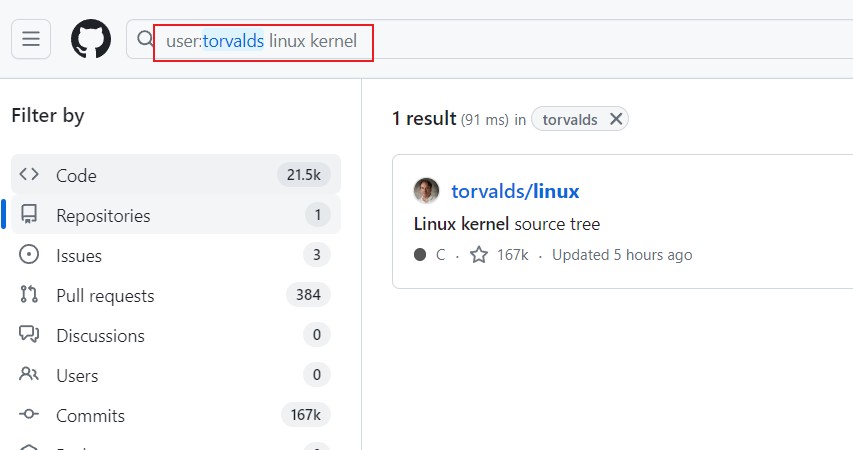 user:torvalds linux kernel
Filter by
Code 21.5k
Repositories 1
Issues 3
Pull requests 384
Discussions 0
Users 0
Commits 167k
1 result (91 ms) in torvalds
torvalds/linux
Linux kernel source tree
C · 167k · Updated 5 hours ago